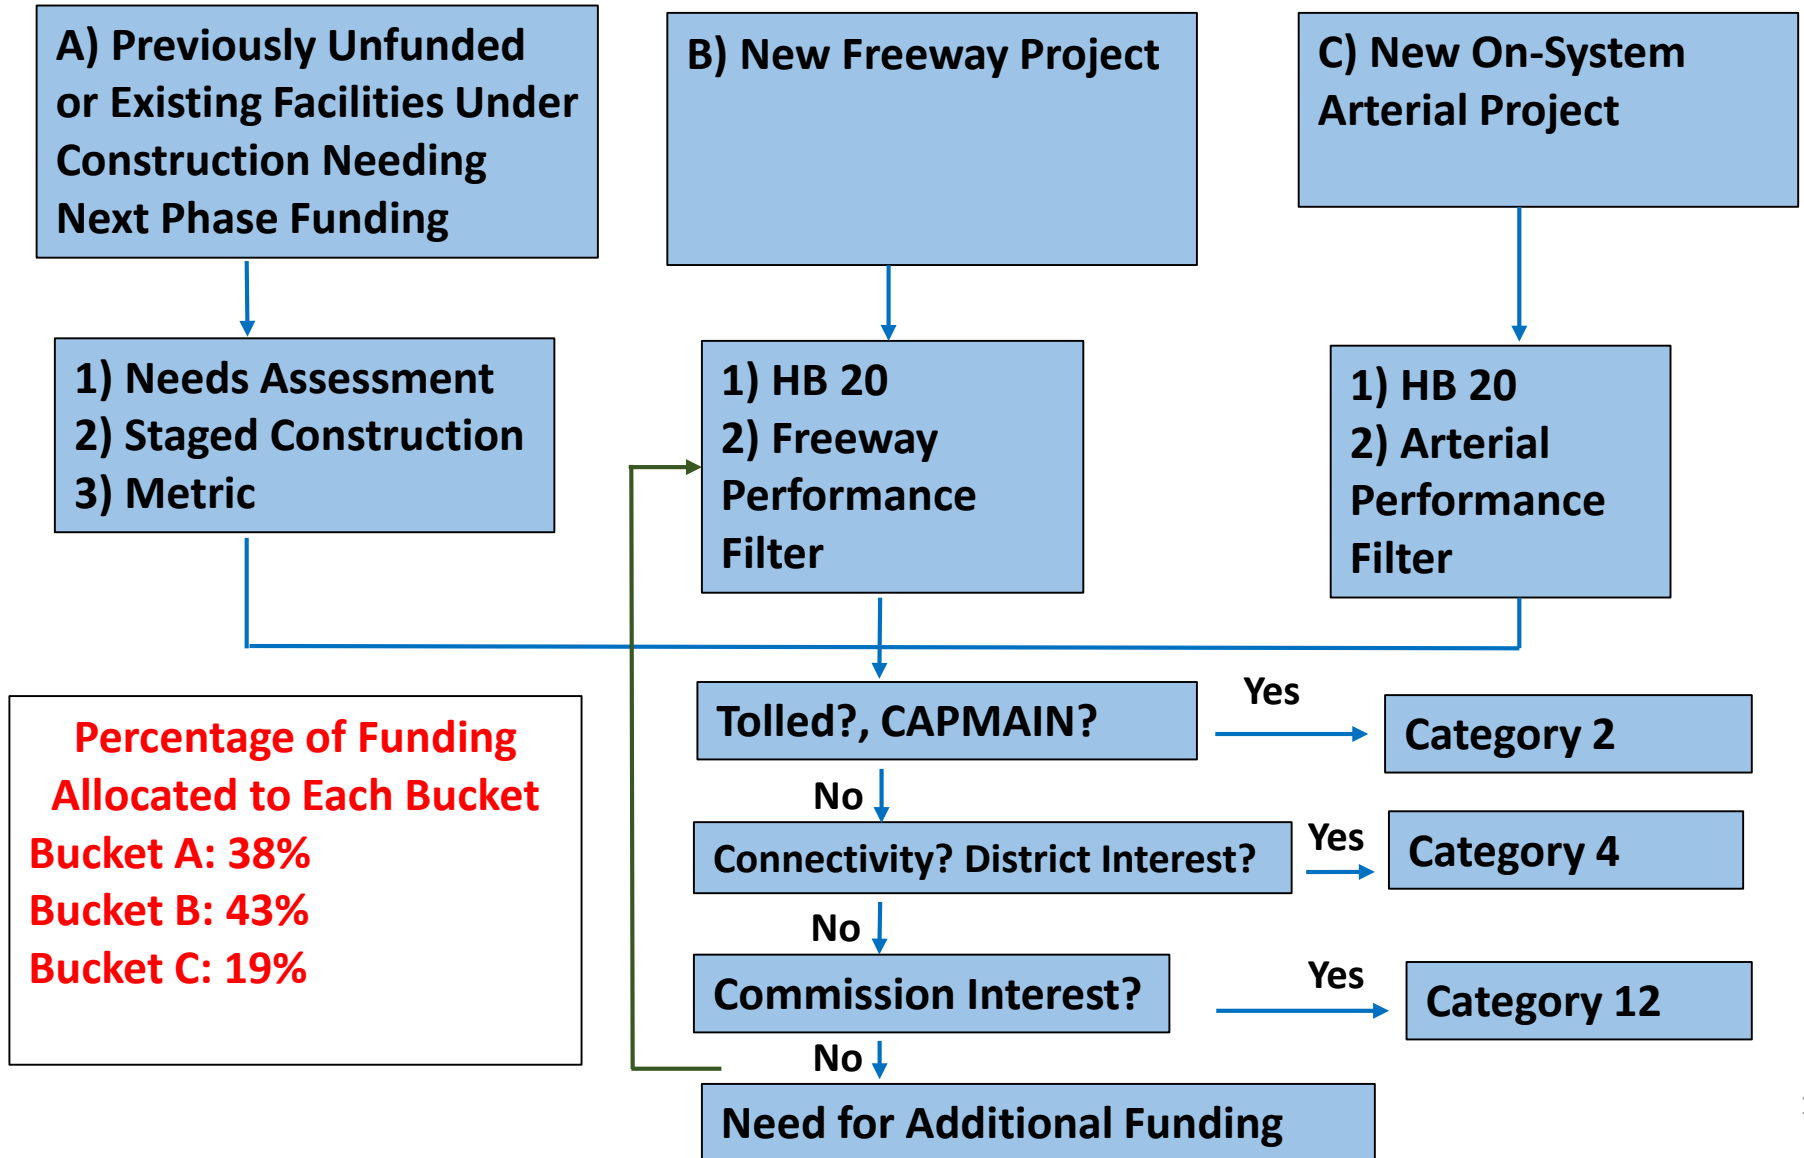 A) Previously Unfunded
or Existing Facilities Under
Construction Needing
Next Phase Funding
B) New Freeway Project
C) New On-System
Arterial Project
1) Needs Assessment
2) Staged Construction
3) Metric
1) HB 20
2) Freeway
Performance
Filter
1) HB 20
2) Arterial
Performance
Filter
Percentage of Funding
Allocated to Each Bucket
Bucket A: 38%
Bucket B: 43%
Bucket C: 19%
Tolled?, CAPMAIN?
Yes
Category 2
No
Connectivity? District Interest?
Yes
Category 4
No
Commission Interest?
Yes
Category 12
No
Need for Additional Funding